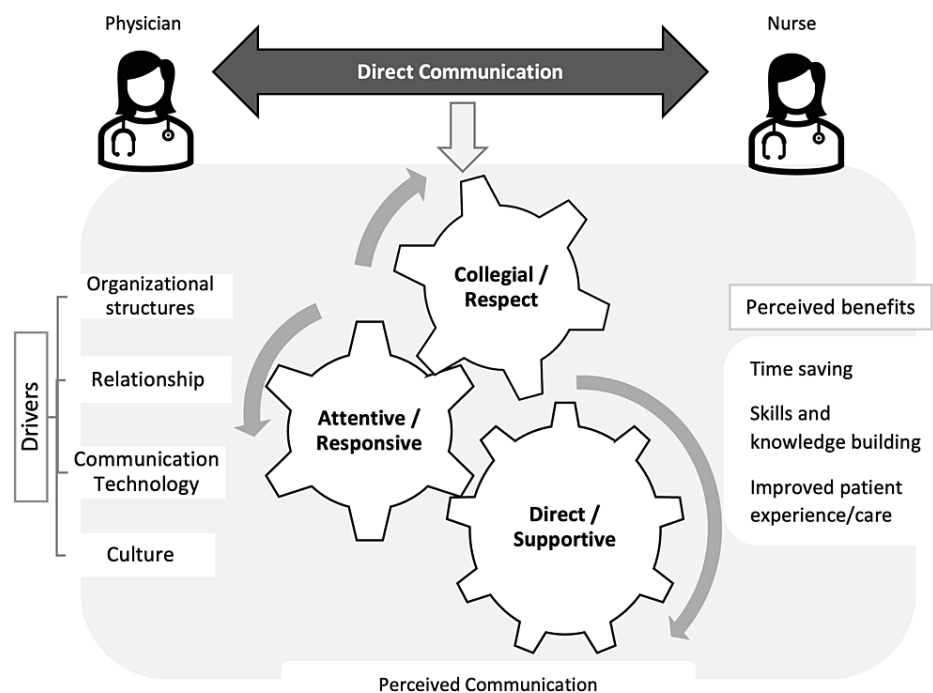 Physician
Nurse
Direct Communication
Collegial /
Respect
Attentive /
Responsive
Direct /
Supportive
Drivers
Organizational
structures
Relationship
Communication
Technology
Culture
Perceived benefits
Time saving
Skills and
knowledge building
Improved patient
experience/care
Perceived Communication